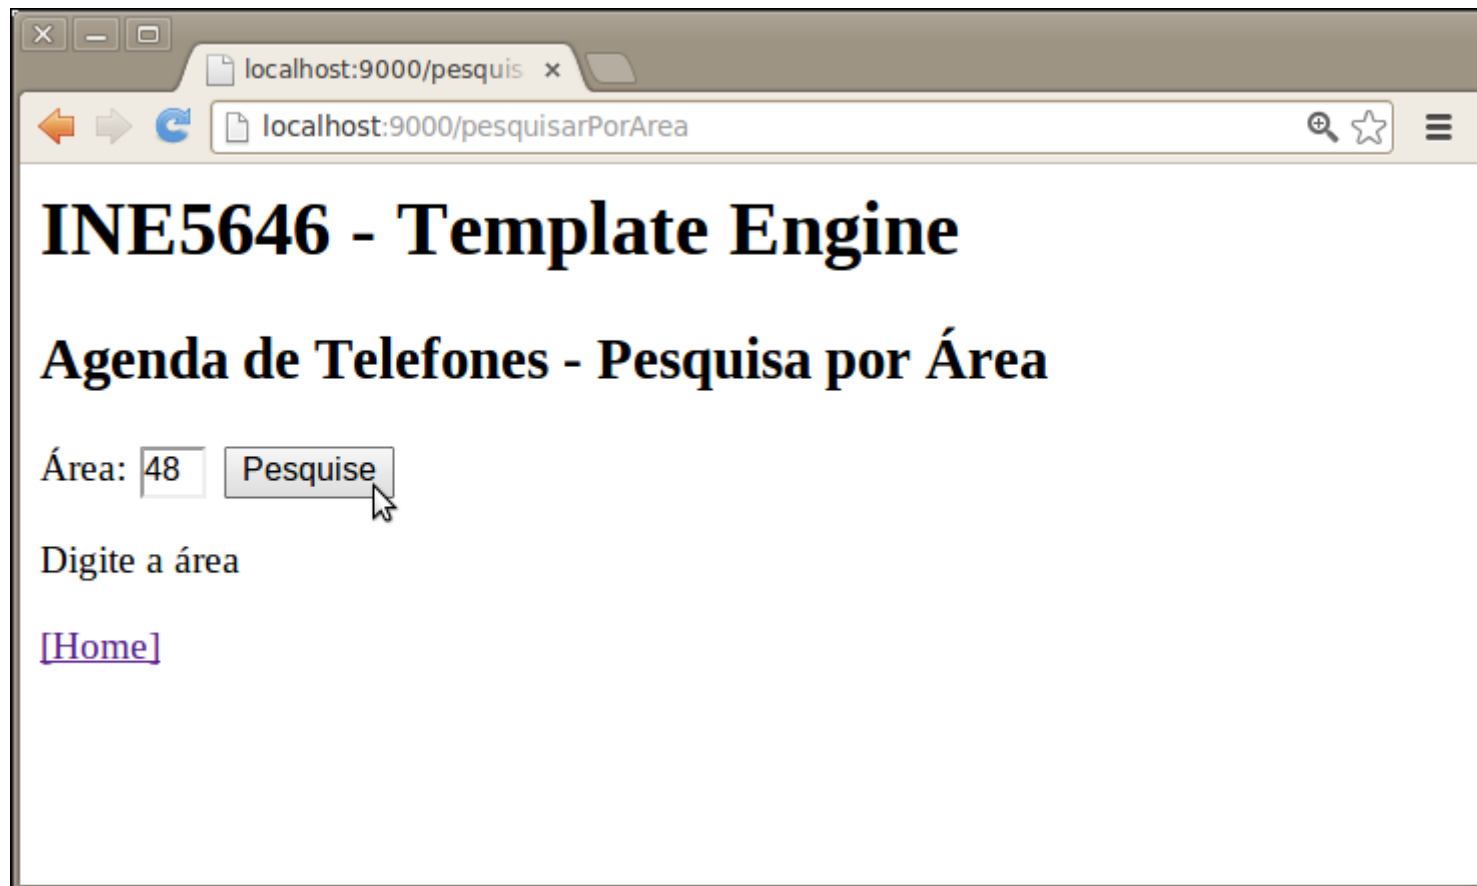 localhost:9000/pesquis
localhost:9000/pesquisarPorArea
INE5646 - Template Engine
Agenda de Telefones - Pesquisa por Área
Área: 48 Pesquise
Digite a área
[Home]